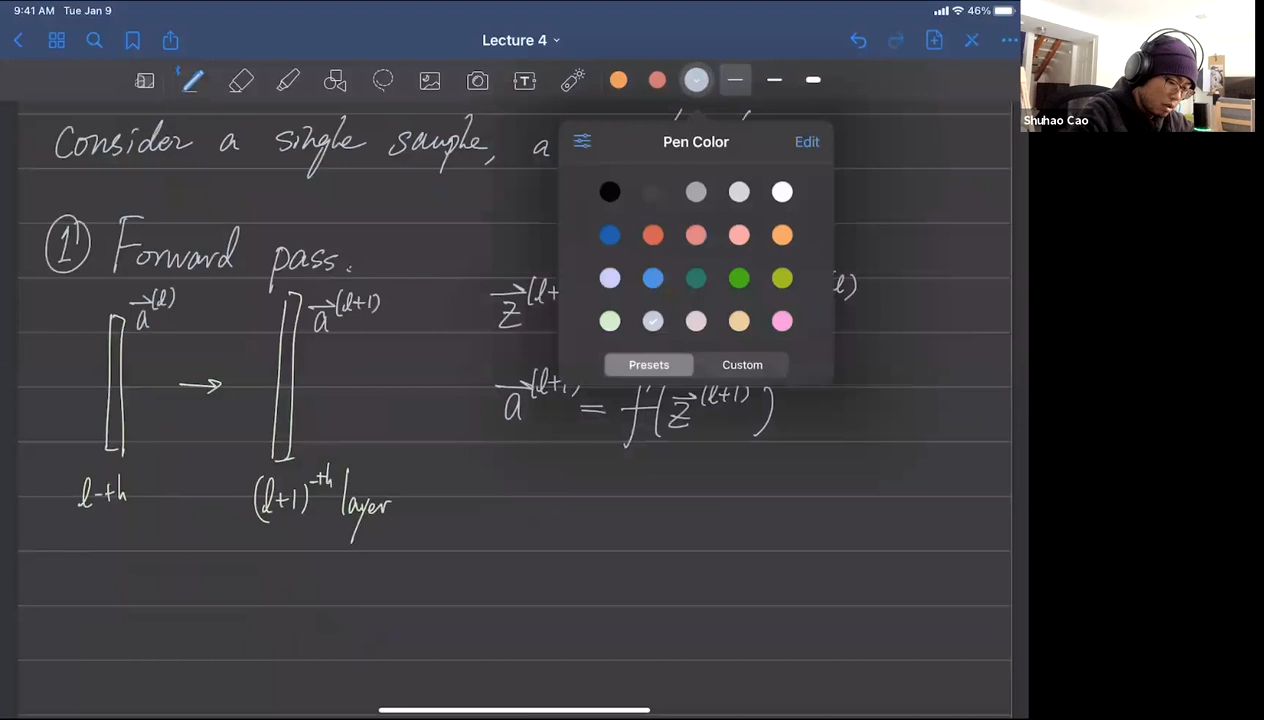 9:41 AM Tue Jan 9
46%
Lecture 4
Shuhao Cao
Consider a single sample, a
Pen Color
Edit
① Forward pass.
a^(l)
a^(l+1)
z^(l+
l)
Presets
Custom
a^(l+1) = f(z^(l+1))
l-th
(l+1)-th layer